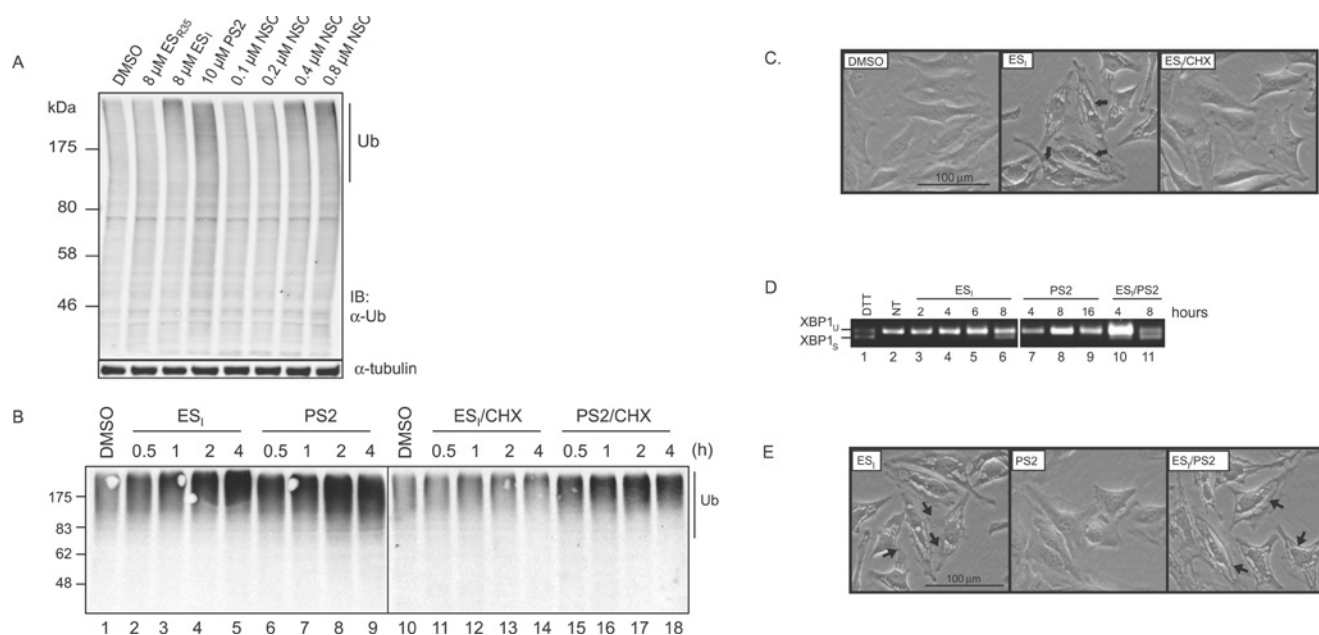 A
DMSO
8 µM ES_R35
8 µM ES_I
10 µM PS2
0.1 µM NSC
0.2 µM NSC
0.4 µM NSC
0.8 µM NSC
kDa
175
80
58
46
Ub
IB:
α-Ub
α-tubulin
B
DMSO ES_I PS2 DMSO ES_I/CHX PS2/CHX
0.5 1 2 4 0.5 1 2 4 0.5 1 2 4 0.5 1 2 4 (h)
175
83
62
48
Ub
1 2 3 4 5 6 7 8 9 10 11 12 13 14 15 16 17 18
C.
DMSO ES_I ES_I/CHX
100 µm
D
DTT NT ES_I PS2 ES_I/PS2
2 4 6 8 4 8 16 4 8 hours
XBP1_U
XBP1_S
1 2 3 4 5 6 7 8 9 10 11
E
ES_I PS2 ES_I/PS2
100 µm